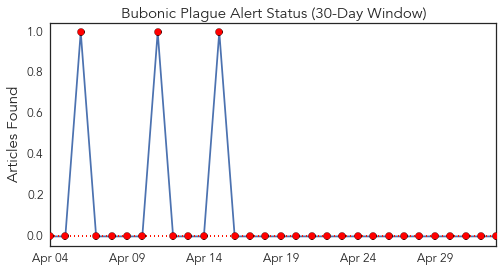 Bubonic Plague Alert Status (30-Day Window)
Articles Found
1.0
0.8
0.6
0.4
0.2
0.0
Apr 04 Apr 09 Apr 14 Apr 19 Apr 24 Apr 29